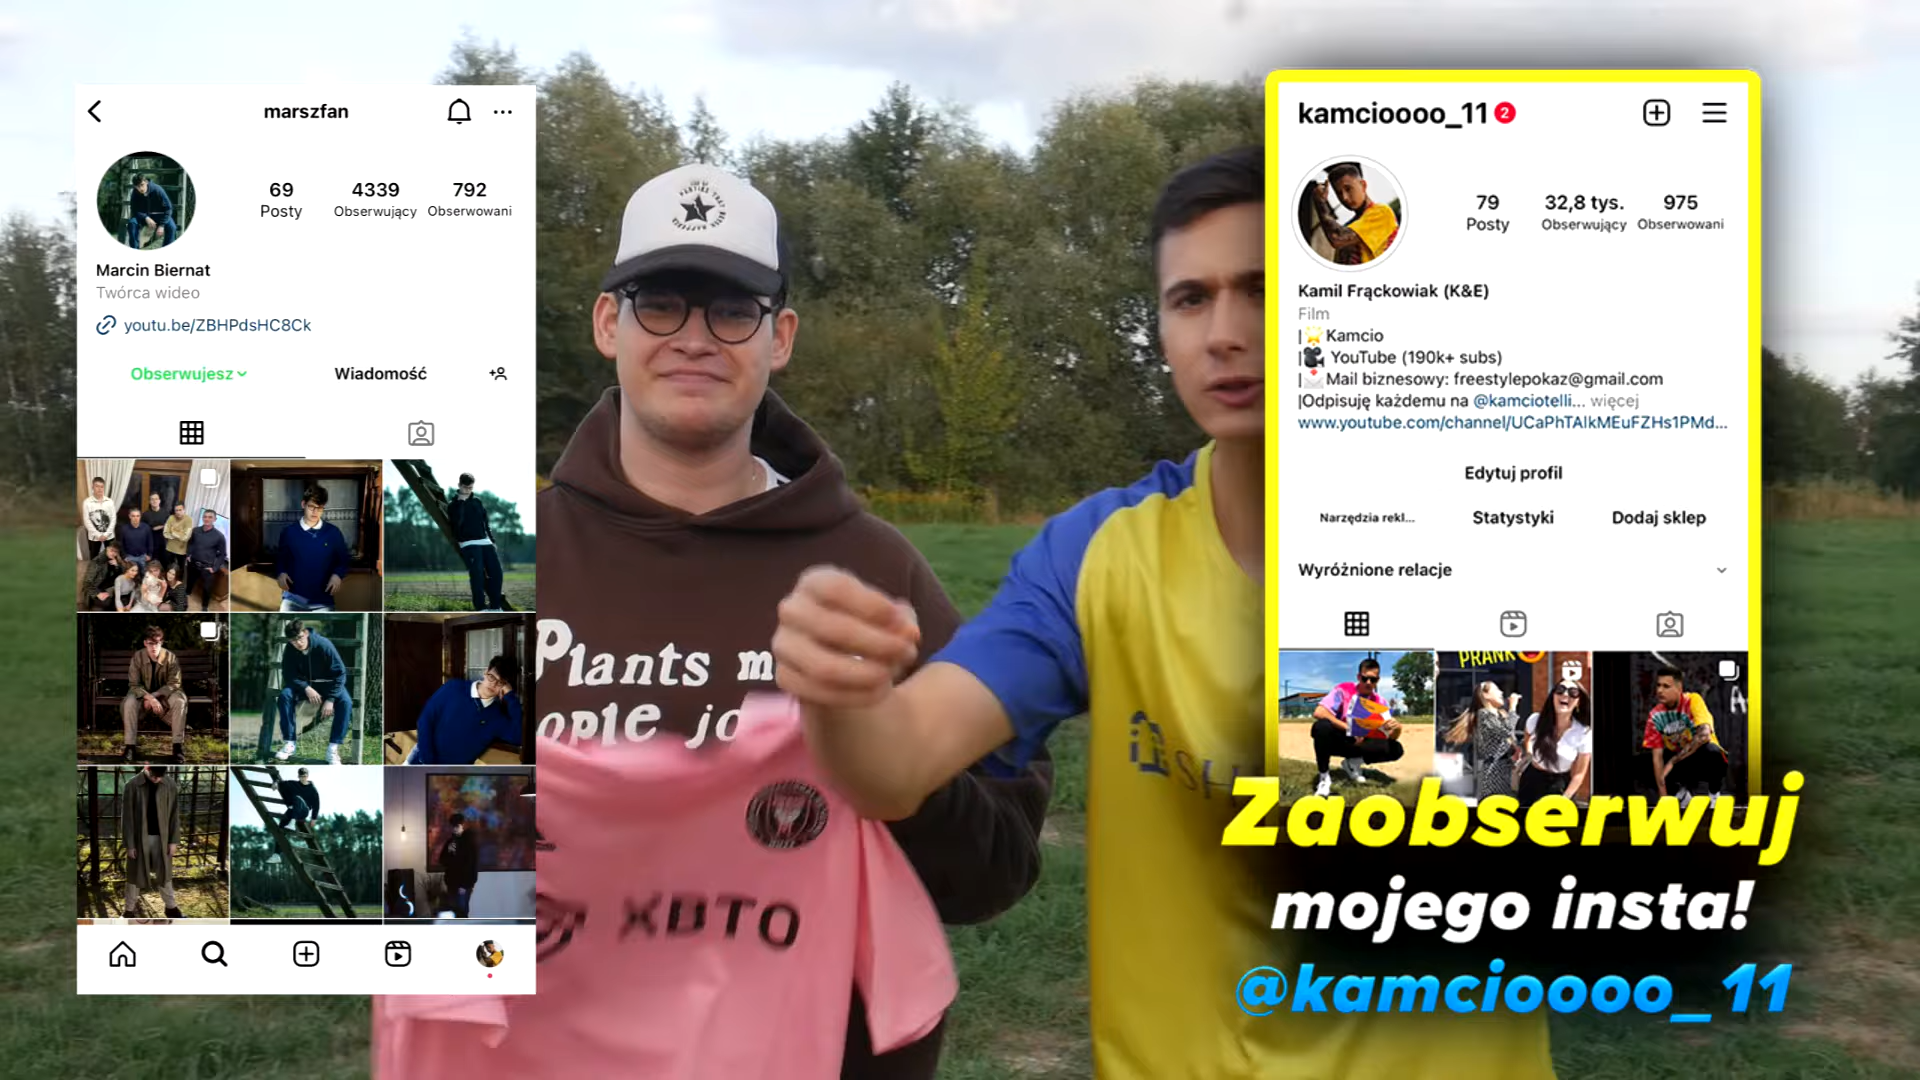 marszfan
69
4339
792
Posty
Obserwujący
Obserwowani
Marcin Biernat
Twórca wideo
youtu.be/ZBHPdsHC8Ck
Obserwujesz
Wiadomość
Plants m
ople jo
XBTO
kamcioooo_11 2
79
32,8 tys.
975
Posty
Obserwujący
Obserwowani
Kamil Frąckowiak (K&E)
Film
|Kamcio
|YouTube (190k+ subs)
|Mail biznesowy: freestylepokaz@gmail.com
|Odpisuję każdemu na @kamciotelli... więcej
www.youtube.com/channel/UCaPhTAIkMEuFZHs1PMd...
Edytuj profil
Narzędzia rekl...
Statystyki
Dodaj sklep
Wyróżnione relacje
PRANK
Zaobserwuj
mojego insta!
@kamcioooo_11